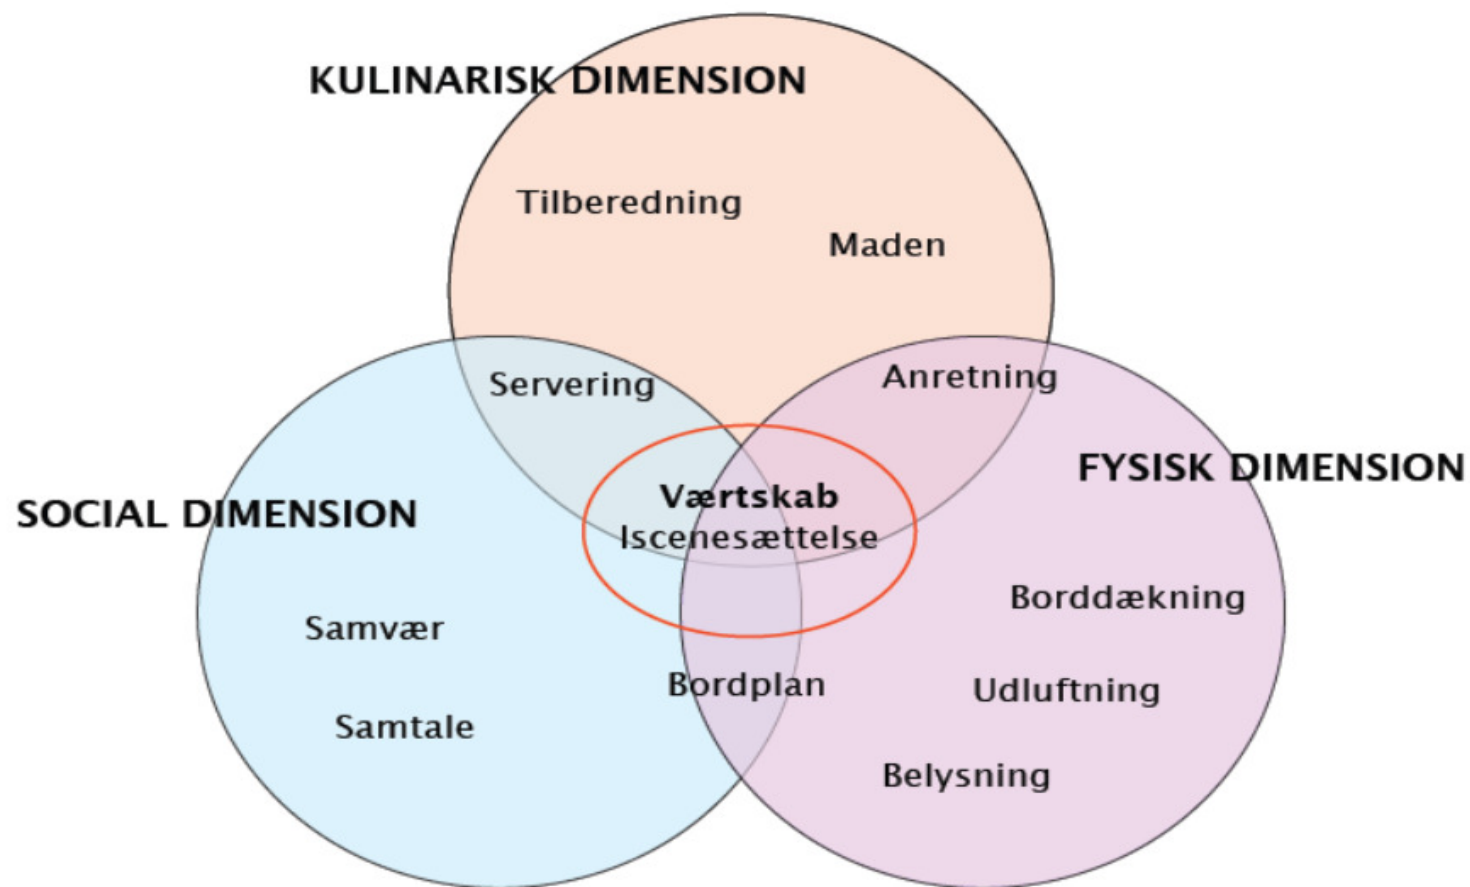 KULINARISK DIMENSION
Tilberedning
Maden
Servering
Anretning
FYSISK DIMENSION
SOCIAL DIMENSION
Værtskab
Iscenesættelse
Borddækning
Samvær
Bordplan
Udluftning
Samtale
Belysning